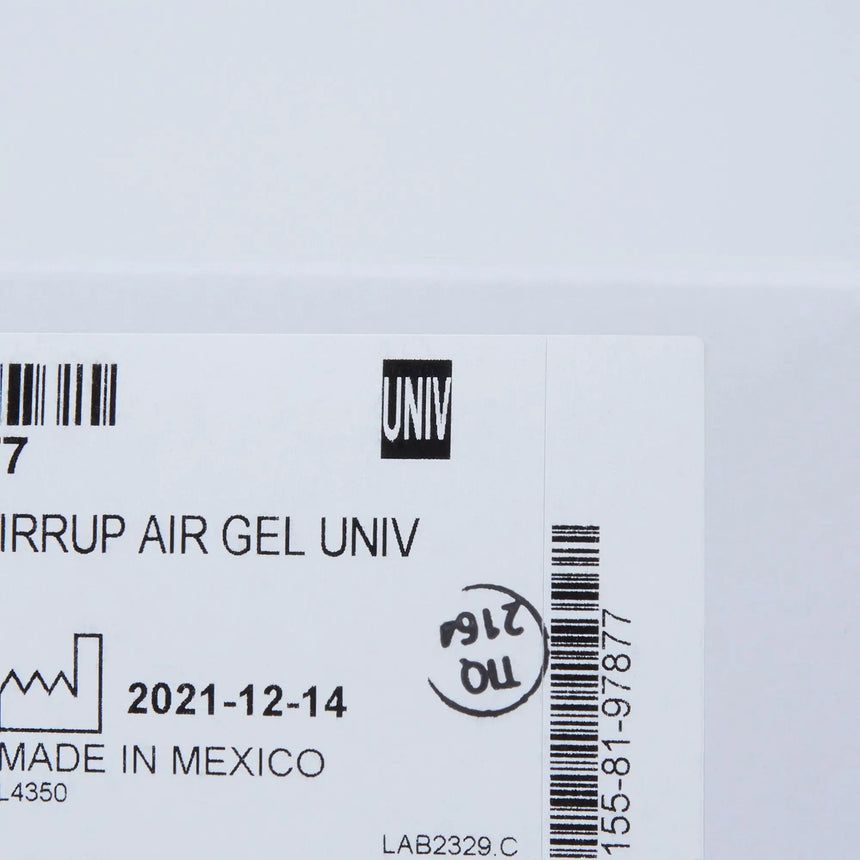 UNIV
7
IRRUP AIR GEL UNIV
2021-12-14
MADE IN MEXICO
L4350
LAB2329.C
155-81-97877